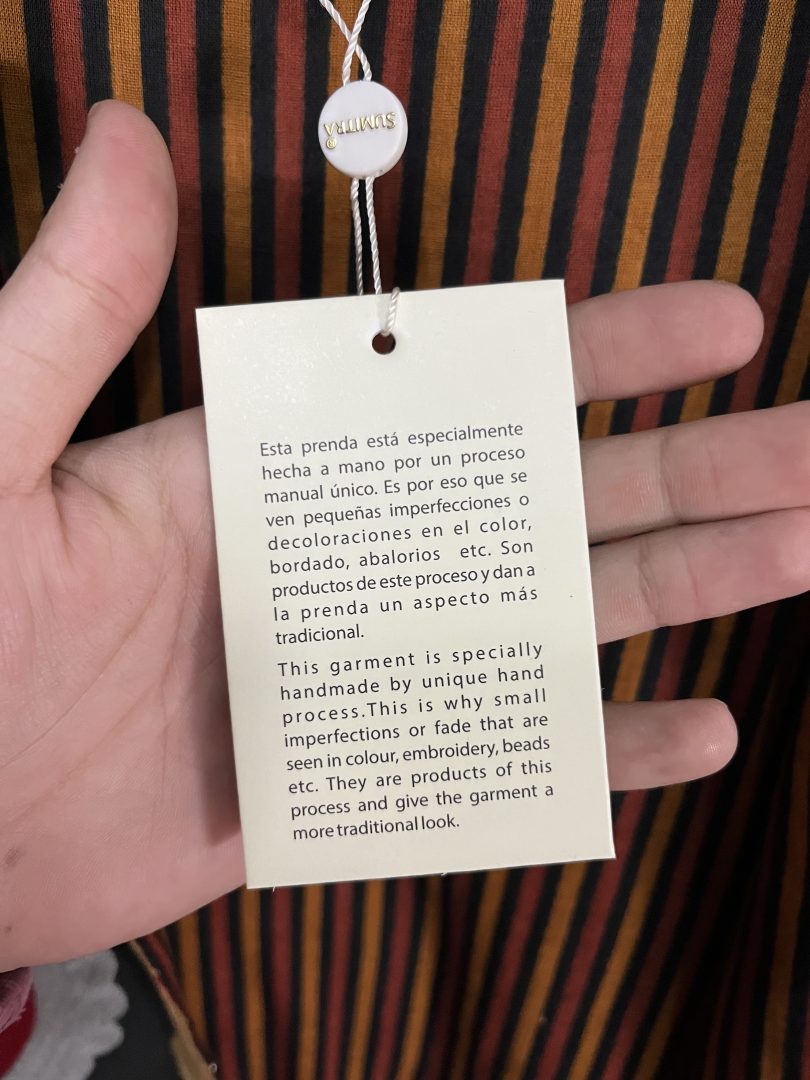 SUMITRA®
Esta prenda está especialmente
hecha a mano por un proceso
manual único. Es por eso que se
ven pequeñas imperfecciones o
decoloraciones en el color,
bordado, abalorios etc. Son
productos de este proceso y dan a
la prenda un aspecto más
tradicional.
This garment is specially
handmade by unique hand
process.This is why small
imperfections or fade that are
seen in colour, embroidery, beads
etc. They are products of this
process and give the garment a
more traditional look.